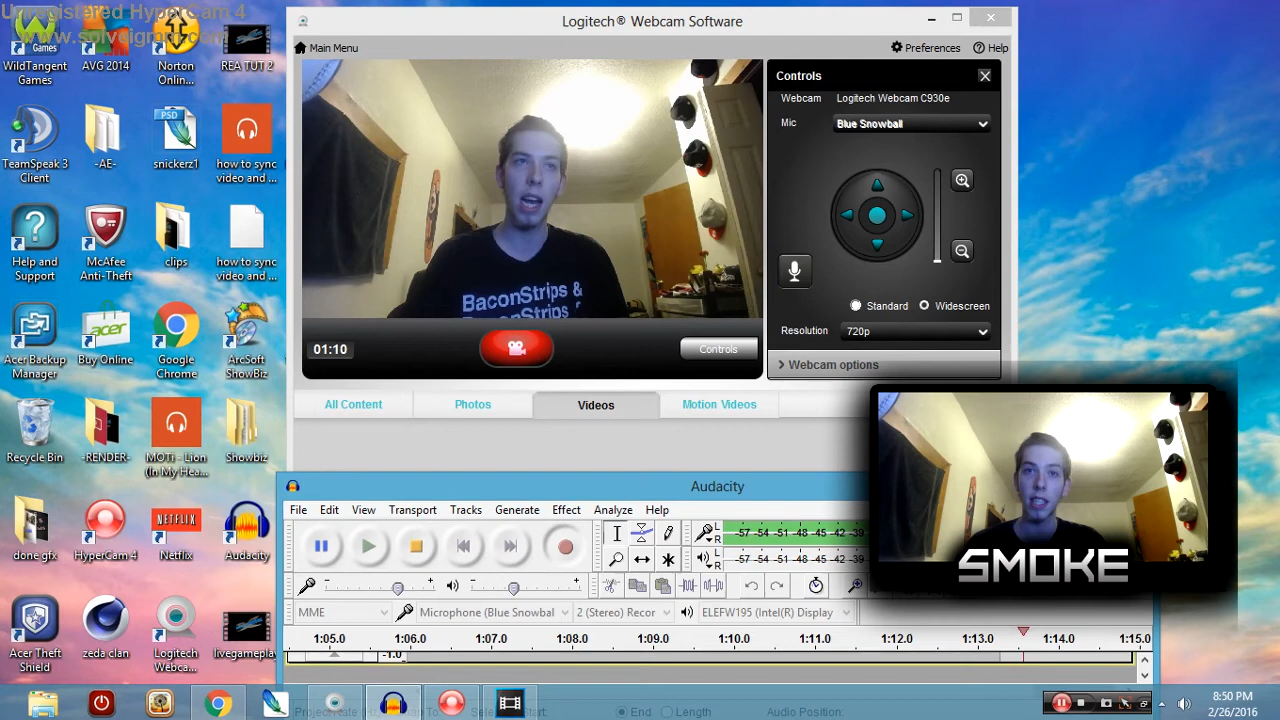 Unregistered HyperCam 4
www.solveigmm.com
WildTangent
Games
AVG 2014
Norton
Online...
REA TUT 2
TeamSpeak 3
Client
-AE-
PSD
snickerz1
how to sync
video and ...
Help and
Support
McAfee
Anti-Theft
clips
how to sync
video and ...
Acer Backup
Manager
Buy Online
Google
Chrome
ArcSoft
ShowBiz
Recycle Bin
-RENDER-
MOTi - Lion
(In My Hea...
Showbiz
dene gfx
HyperCam 4
NETFLIX
Netflix
Audacity
Acer Theft
Shield
zeda clan
Logitech
Webca...
livegameplay
Logitech® Webcam Software
Main Menu
Preferences
Help
BaconStrips &
BaconStrips &
01:10
Controls
Controls
Webcam
Logitech Webcam C930e
Mic
Blue Snowball
Standard
Widescreen
Resolution
720p
Webcam options
All Content
Photos
Videos
Motion Videos
Audacity
File
Edit
View
Transport
Tracks
Generate
Effect
Analyze
Help
L
R
-57 -54 -51 -48 -45 -42 -39
L
R
-57 -54 -51 -48 -45 -42 -39
MME
Microphone (Blue Snowbal
2 (Stereo) Recor
ELEFW195 (Intel(R) Display
1:05.0 1:06.0 1:07.0 1:08.0 1:09.0 1:10.0 1:11.0 1:12.0 1:13.0 1:14.0 1:15.0
-1.0
SMOKE
Project Rate (Hz)
Start:
End
Length
Audio Position:
8:50 PM
2/26/2016